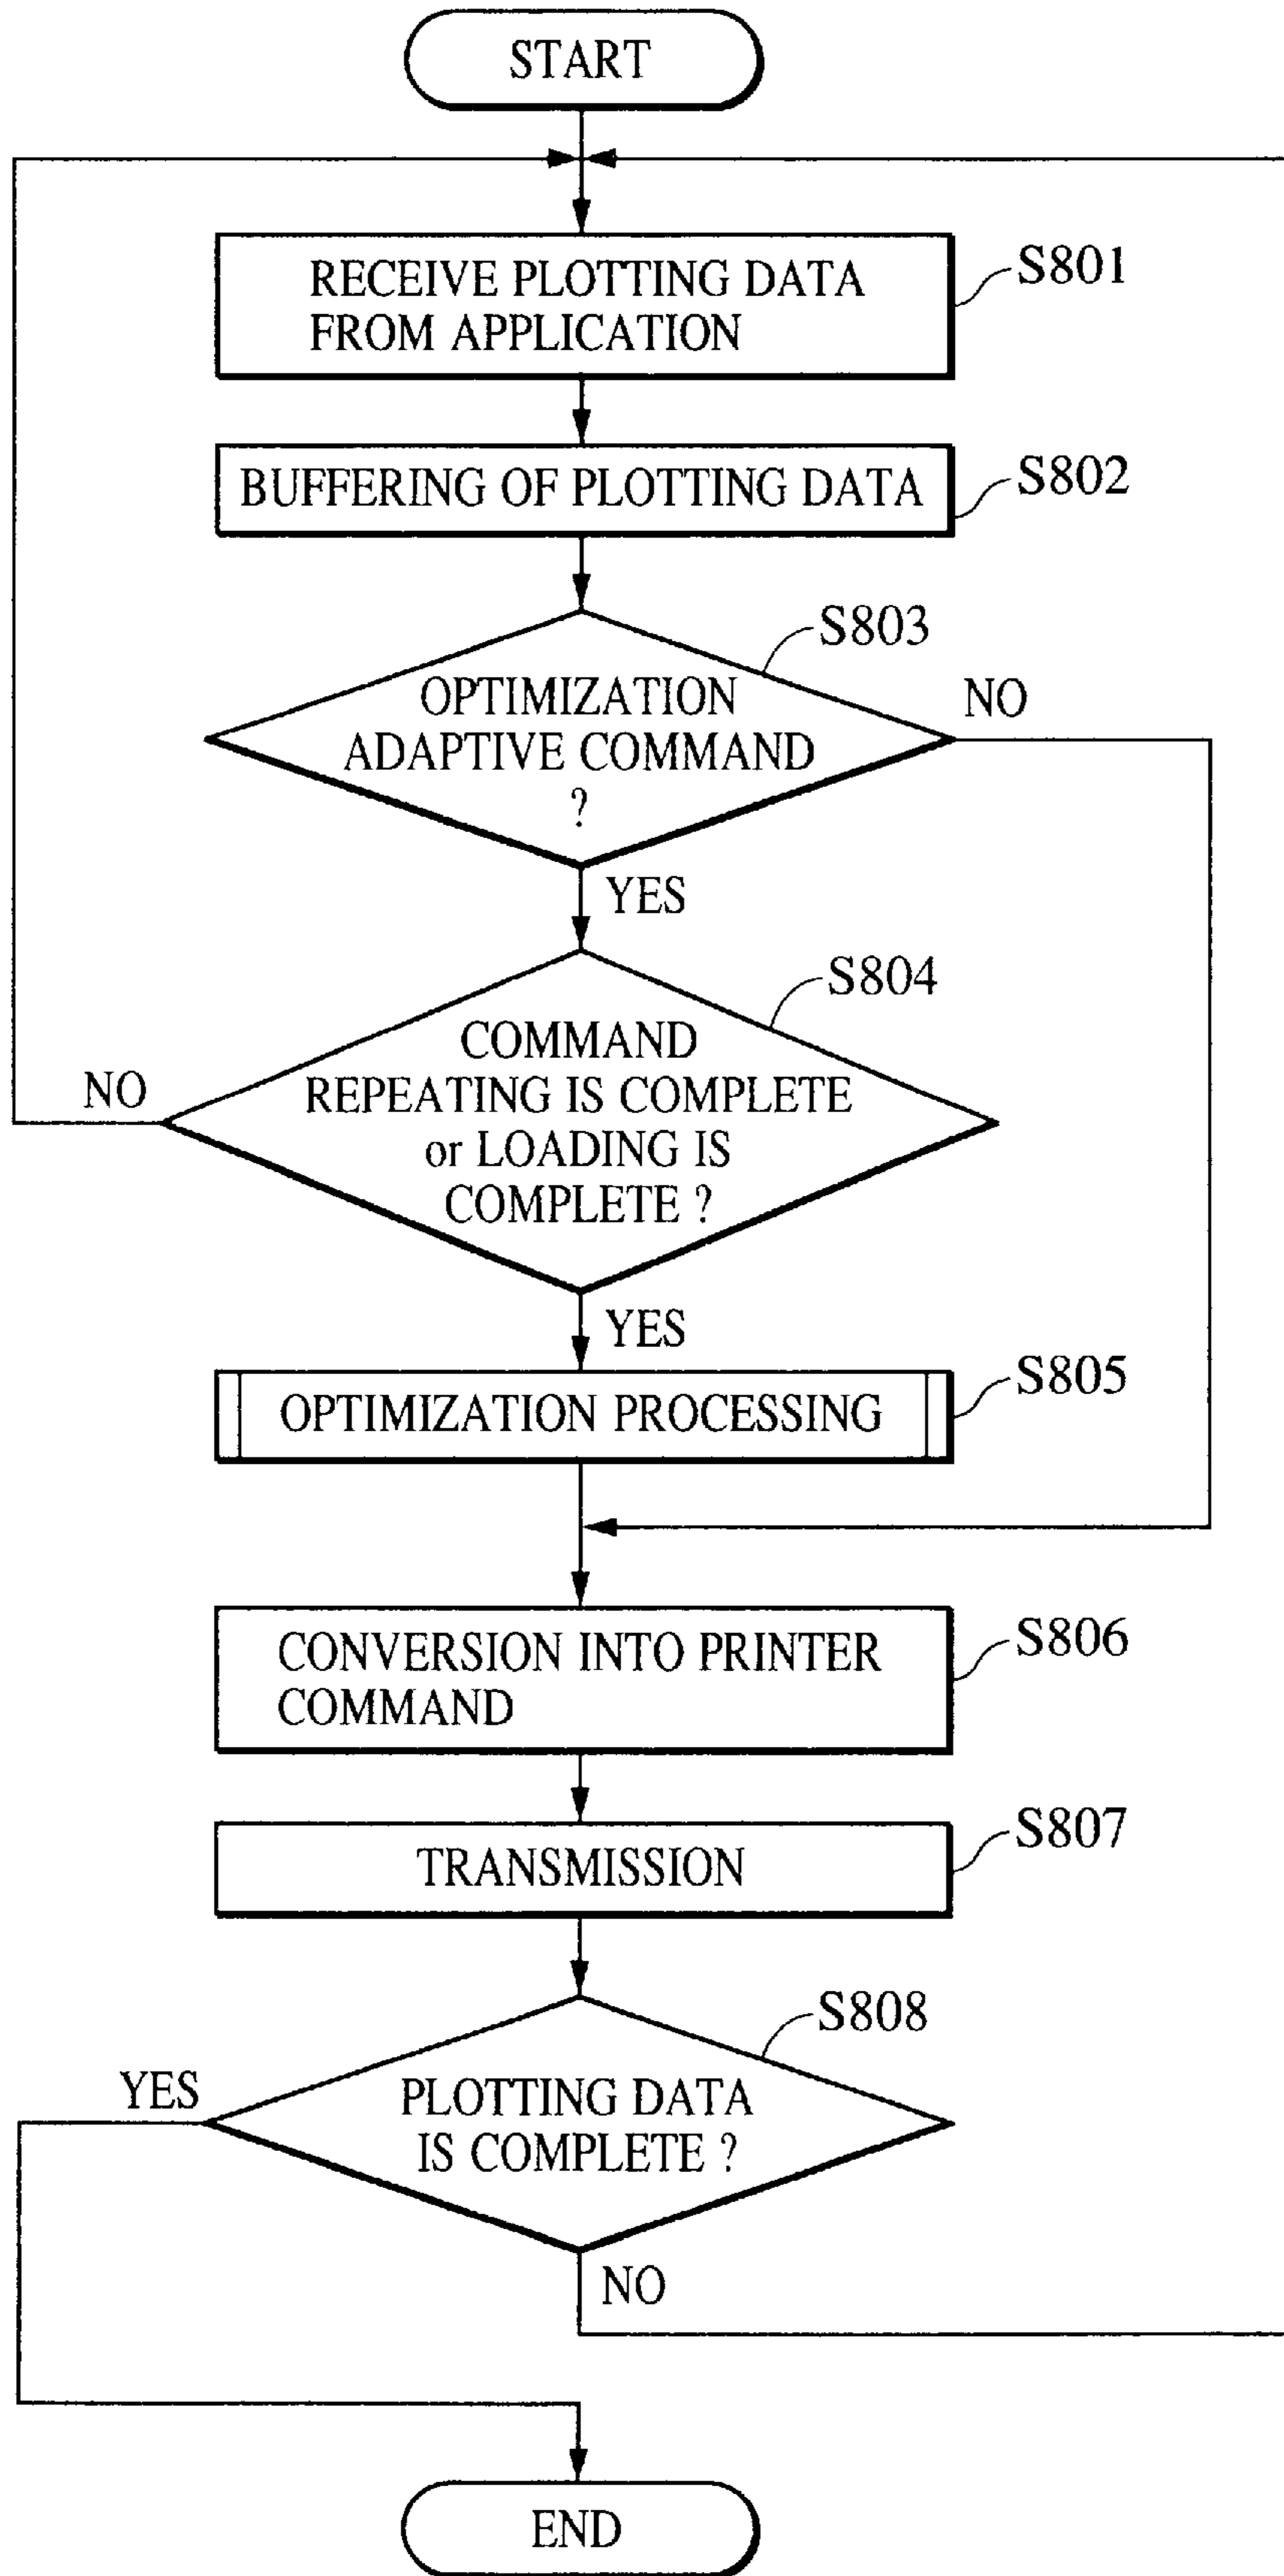 START
RECEIVE PLOTTING DATA
FROM APPLICATION
S801
BUFFERING OF PLOTTING DATA
S802
S803
OPTIMIZATION
ADAPTIVE COMMAND
?
NO
YES
S804
COMMAND
REPEATING IS COMPLETE
or LOADING IS
COMPLETE ?
NO
YES
OPTIMIZATION PROCESSING
S805
CONVERSION INTO PRINTER
COMMAND
S806
TRANSMISSION
S807
S808
PLOTTING DATA
IS COMPLETE ?
YES
NO
END